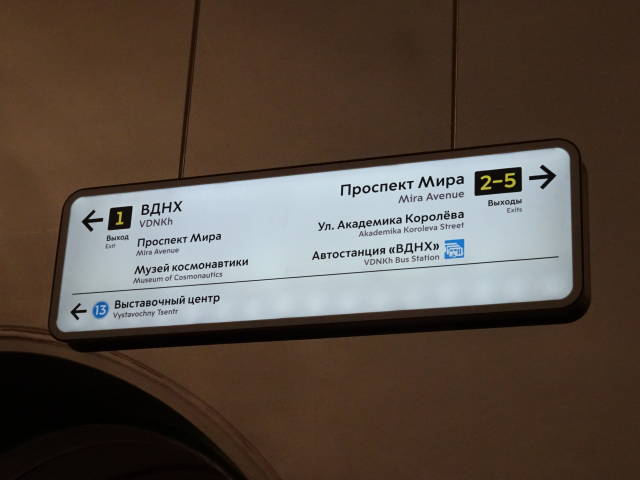 ← 1 ВДНХ
VDNKh
Выход
Exit
Проспект Мира
Mira Avenue
Музей космонавтики
Museum of Cosmonautics
Проспект Мира 2–5 →
Mira Avenue
Выходы
Exits
Ул. Академика Королёва
Akademika Koroleva Street
Автостанция «ВДНХ»
VDNKh Bus Station
← 13 Выставочный центр
Vystavochny Tsentr